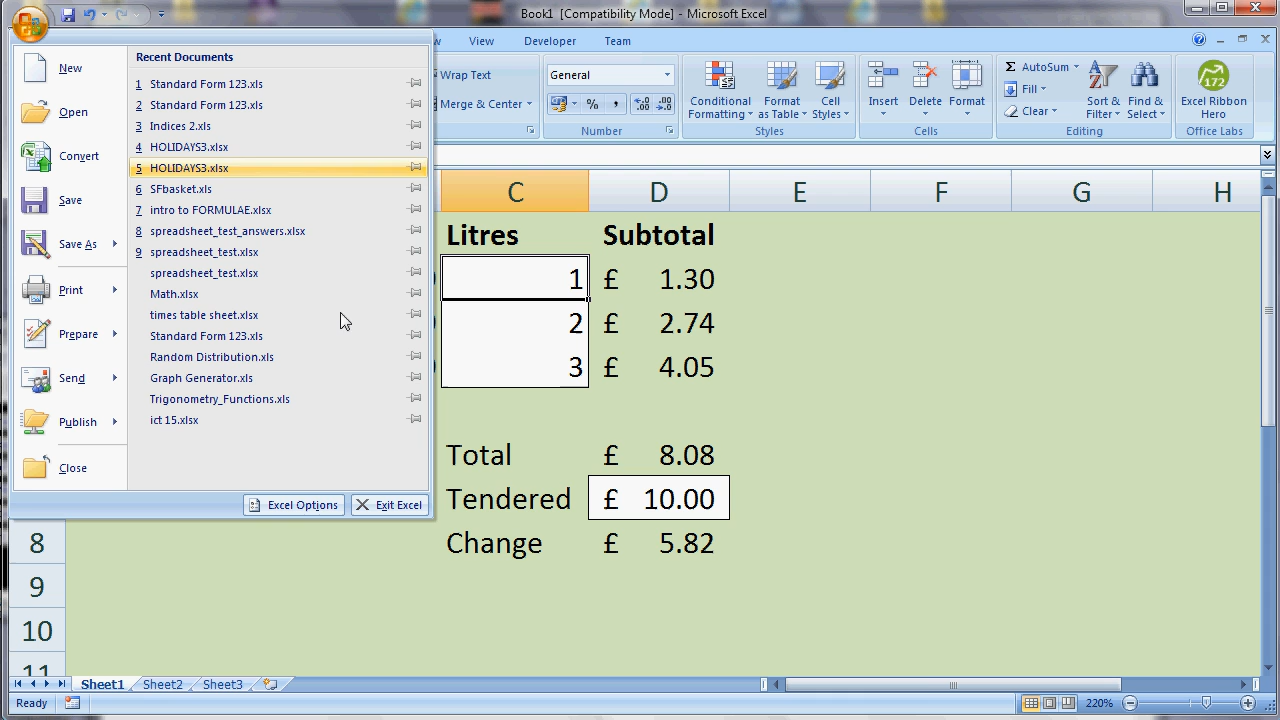 Book1 [Compatibility Mode] - Microsoft Excel
View Developer Team
Recent Documents
New
Open
Convert
Save
Save As
Print
Prepare
Send
Publish
Close
1 Standard Form 123.xls
2 Standard Form 123.xls
3 Indices 2.xls
4 HOLIDAYS3.xlsx
5 HOLIDAYS3.xlsx
6 SFbasket.xls
7 intro to FORMULAE.xlsx
8 spreadsheet_test_answers.xlsx
9 spreadsheet_test.xlsx
spreadsheet_test.xlsx
Math.xlsx
times table sheet.xlsx
Standard Form 123.xls
Random Distribution.xls
Graph Generator.xls
Trigonometry_Functions.xls
ict 15.xlsx
Excel Options Exit Excel
Wrap Text
Merge & Center
General
% ,
.0 .00
.00 .0
Number
Conditional Formatting
Format as Table
Cell Styles
Styles
Insert Delete Format
Cells
Σ AutoSum
Fill
Clear
Sort & Filter
Find & Select
Editing
172
Excel Ribbon Hero
Office Labs
C D E F G H
Litres Subtotal
1 £ 1.30
2 £ 2.74
3 £ 4.05
Total £ 8.08
Tendered £ 10.00
8 Change £ 5.82
9
10
11
Sheet1 Sheet2 Sheet3
Ready 220%